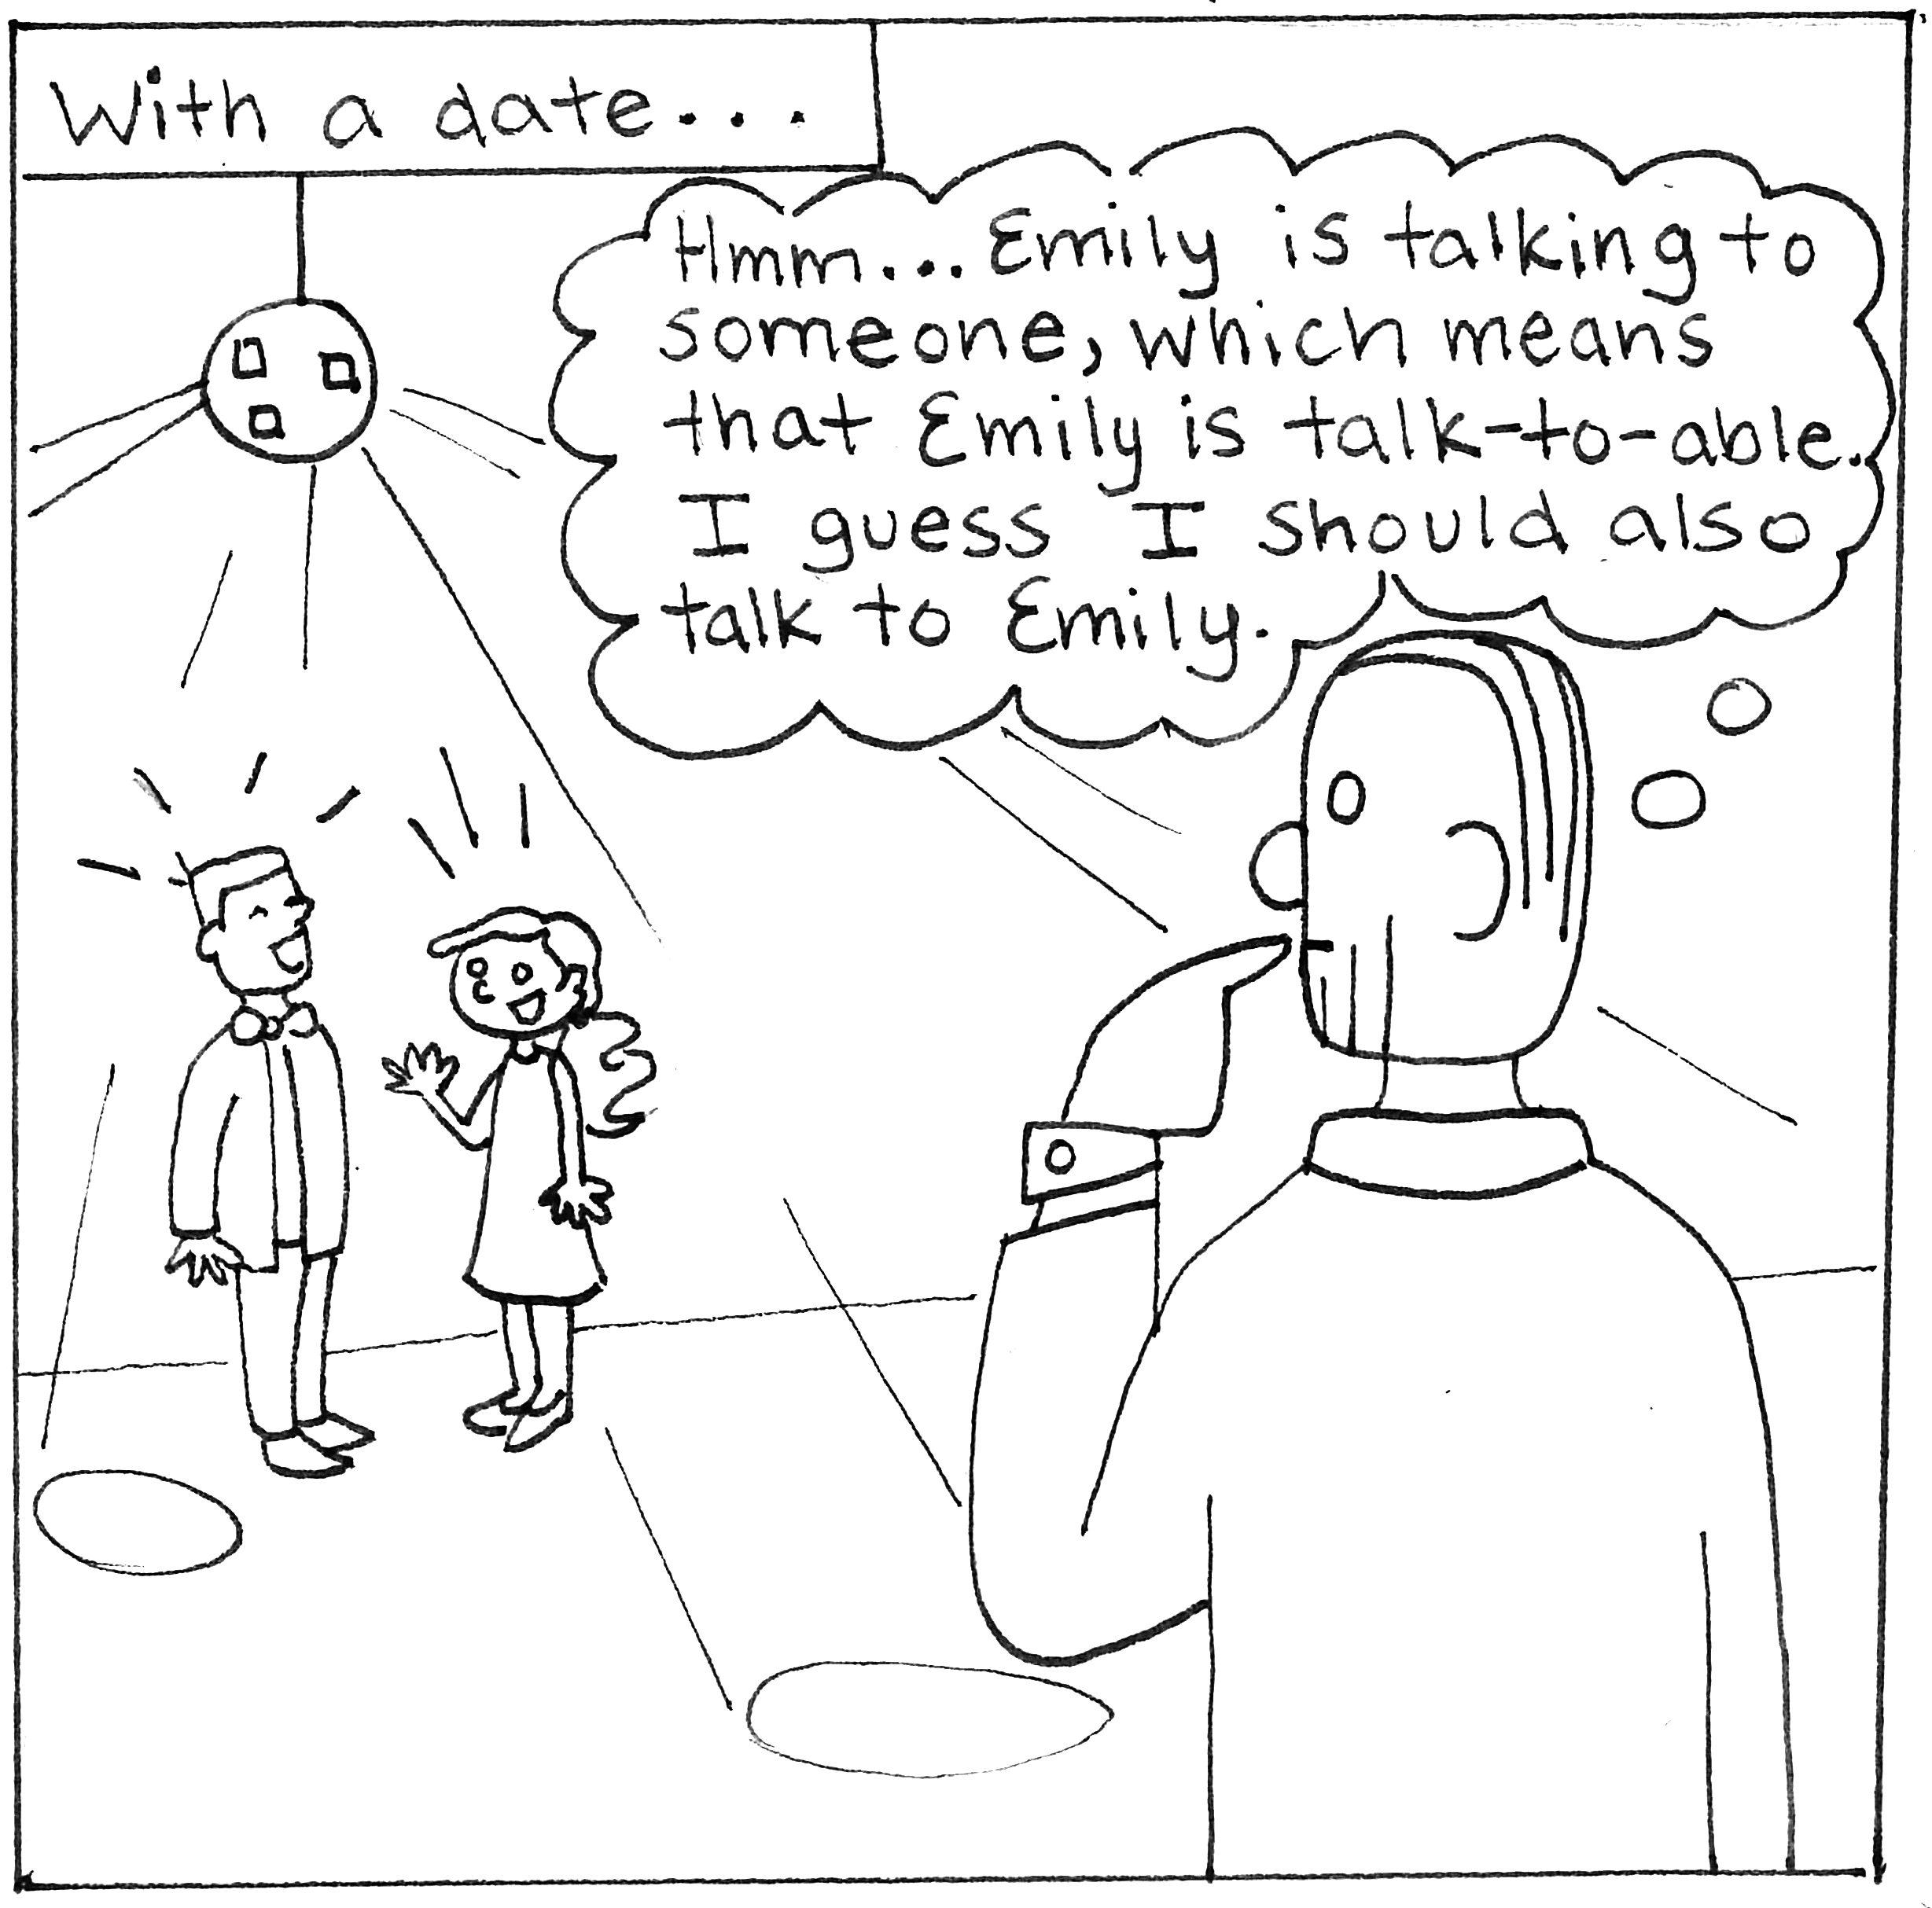 With a date...
Hmm...Emily is talking to
someone, which means
that Emily is talk-to-able.
I guess I should also
talk to Emily.